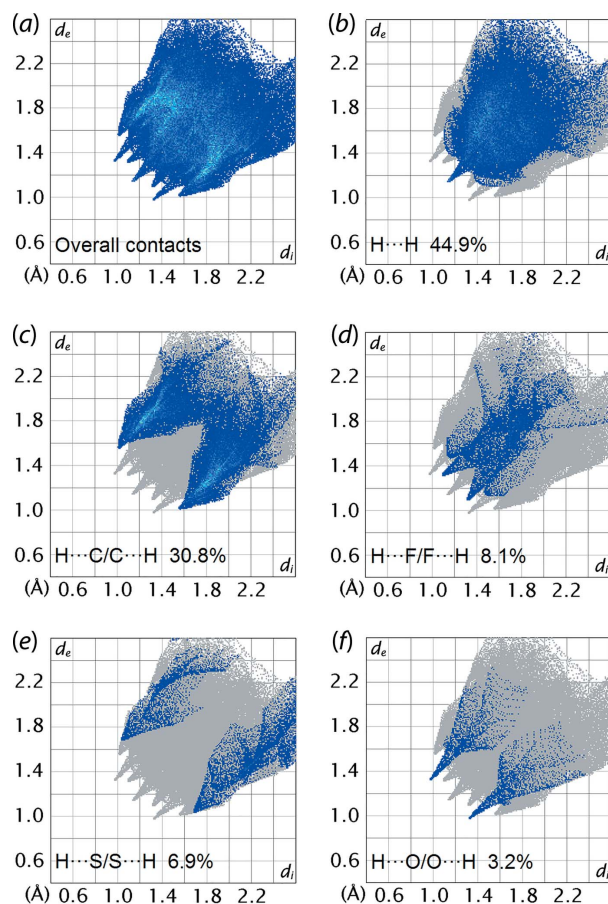 (a) (b)
de de
2.2 2.2
1.8 1.8
1.4 1.4
1.0 1.0
0.6 Overall contacts di 0.6 H···H 44.9% di
(Å) 0.6 1.0 1.4 1.8 2.2 (Å) 0.6 1.0 1.4 1.8 2.2
(c) (d)
de de
2.2 2.2
1.8 1.8
1.4 1.4
1.0 1.0
0.6 H···C/C···H 30.8% di 0.6 H···F/F···H 8.1% di
(Å) 0.6 1.0 1.4 1.8 2.2 (Å) 0.6 1.0 1.4 1.8 2.2
(e) (f)
de de
2.2 2.2
1.8 1.8
1.4 1.4
1.0 1.0
0.6 H···S/S···H 6.9% di 0.6 H···O/O···H 3.2% di
(Å) 0.6 1.0 1.4 1.8 2.2 (Å) 0.6 1.0 1.4 1.8 2.2